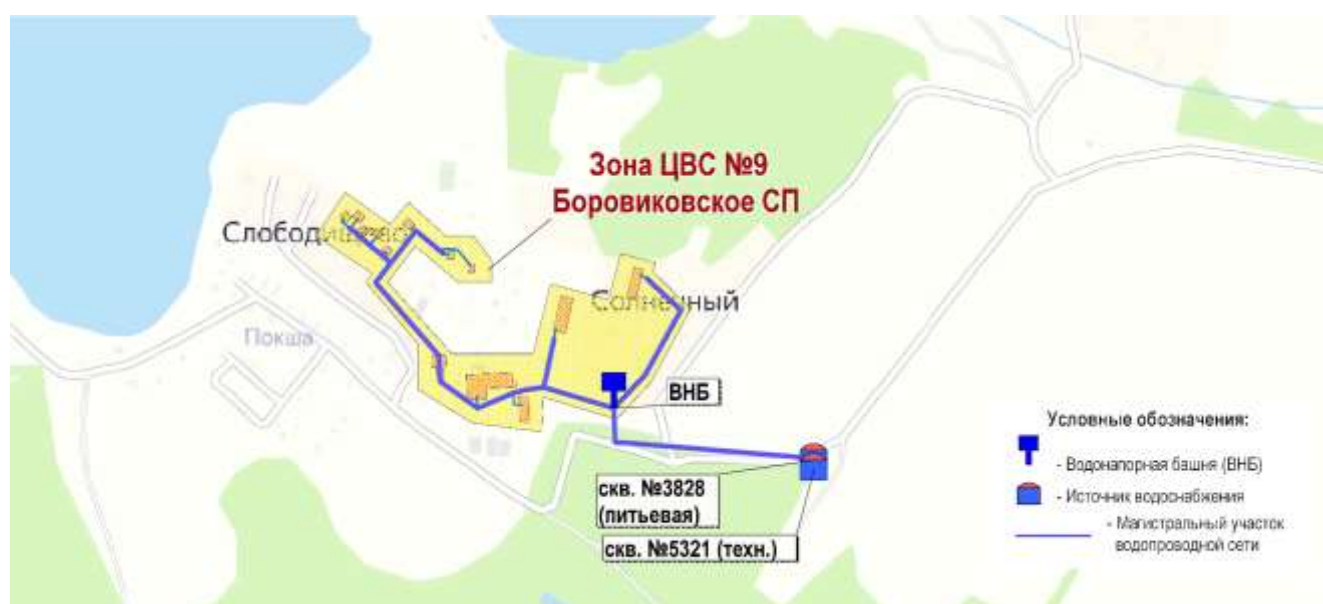 Зона ЦВС №9
Боровиковское СП
Солнечный
Покша
ВНБ
скв. №3828
(питьевая)
скв. №5321 (техн.)
Условные обозначения:
- Водонапорная башня (ВНБ)
- Источник водоснабжения
- Магистральный участок
водопроводной сети